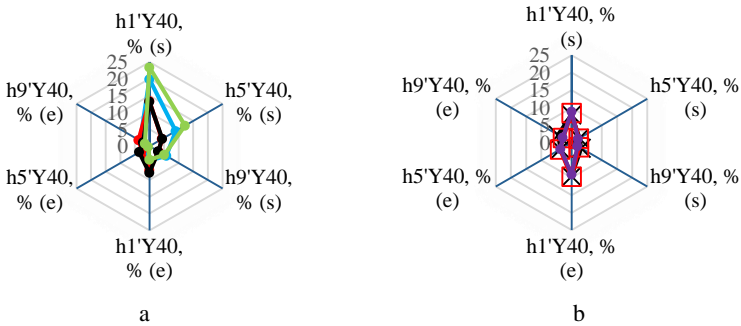 h1'Y40,
% (s)
h5'Y40,
% (s)
h9'Y40,
% (s)
h1'Y40,
% (e)
h5'Y40,
% (e)
h9'Y40,
% (e)
25
20
15
10
5
0
a
h1'Y40, %
(s)
h5'Y40, %
(s)
h9'Y40, %
(s)
h1'Y40, %
(e)
h5'Y40, %
(e)
h9'Y40, %
(e)
25
20
15
10
5
0
b